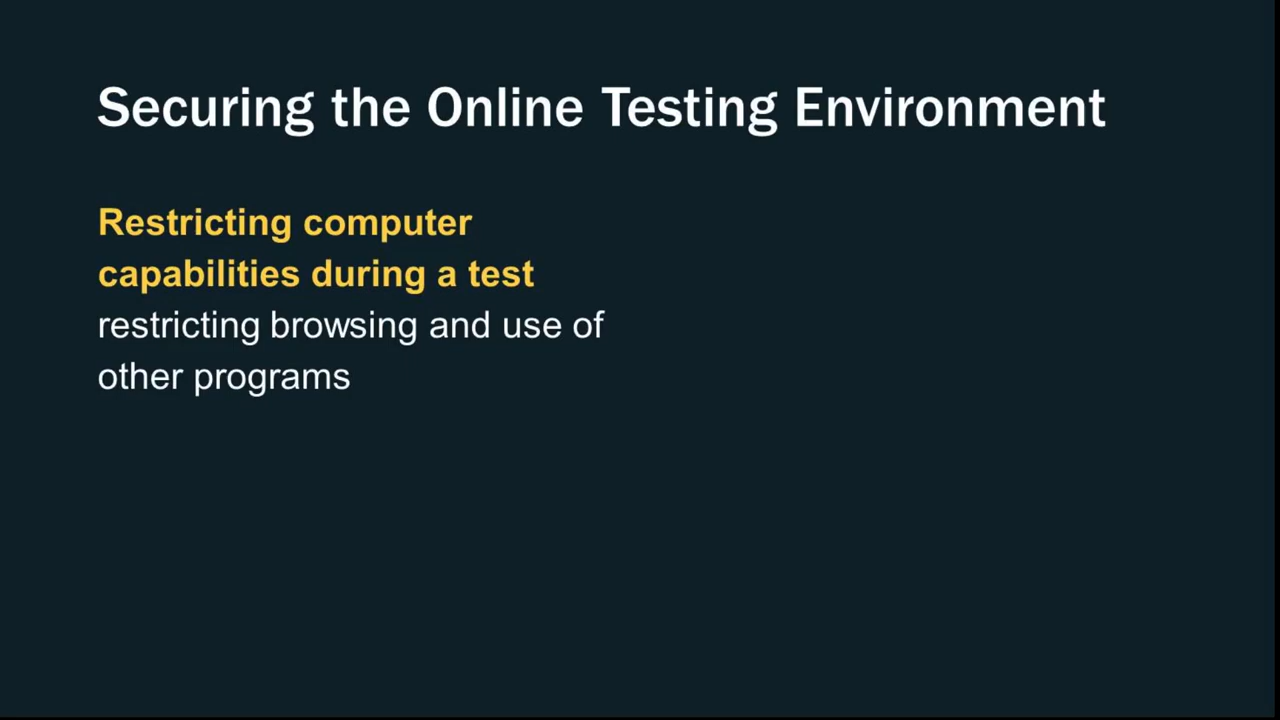 Securing the Online Testing Environment
Restricting computer
capabilities during a test
restricting browsing and use of
other programs